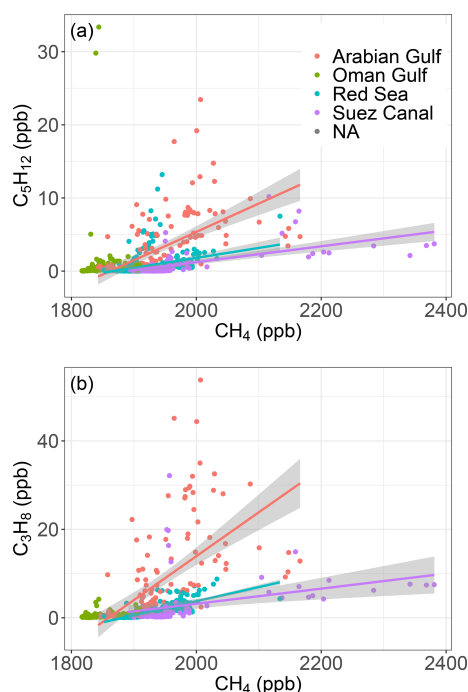 (a)
30
20
10
0
C₅H₁₂ (ppb)
Arabian Gulf
Oman Gulf
Red Sea
Suez Canal
NA
1800
2000
2200
2400
CH₄ (ppb)
(b)
40
20
0
C₃H₈ (ppb)
1800
2000
2200
2400
CH₄ (ppb)